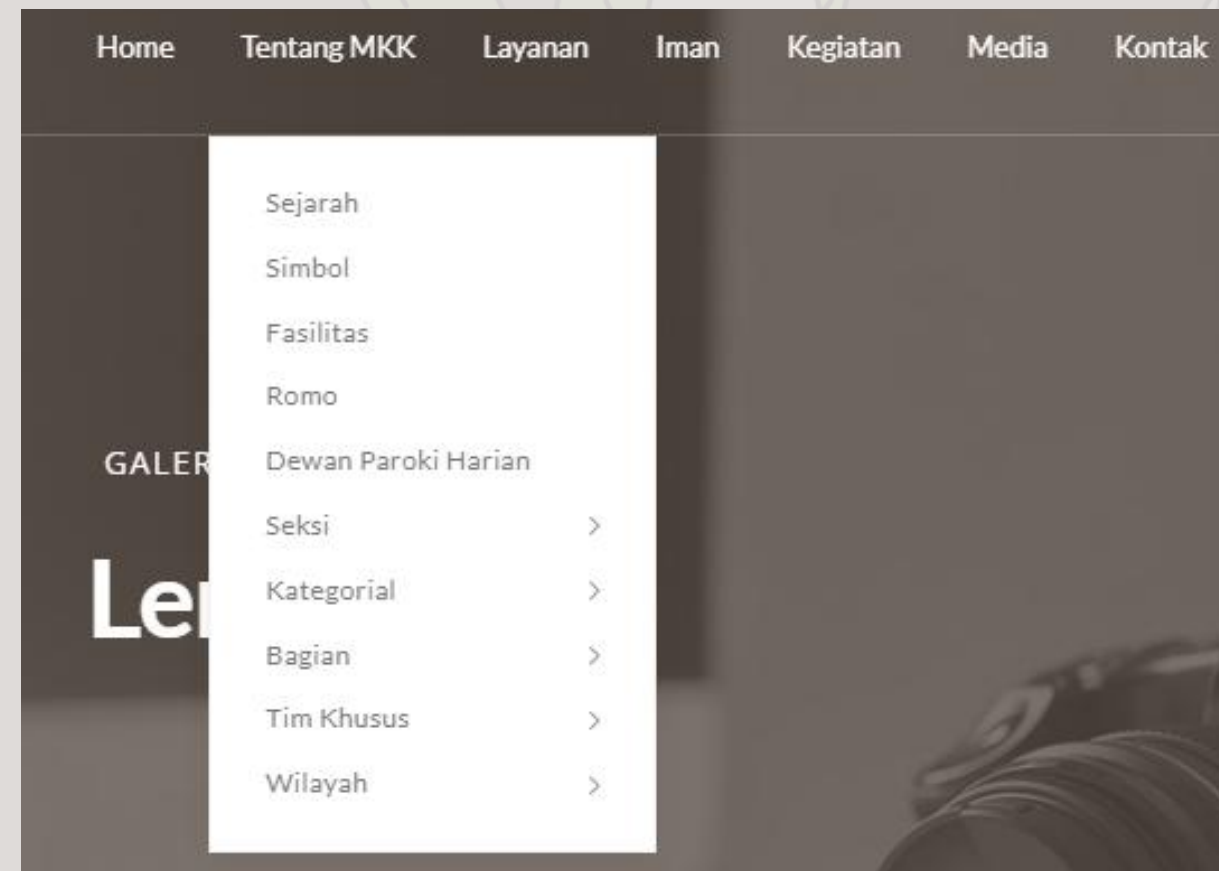 Home Tentang MKK Layanan Iman Kegiatan Media Kontak
Sejarah
Simbol
Fasilitas
Romo
GALER
Dewan Paroki Harian
Seksi
Kategorial
Bagian
Tim Khusus
Wilayah